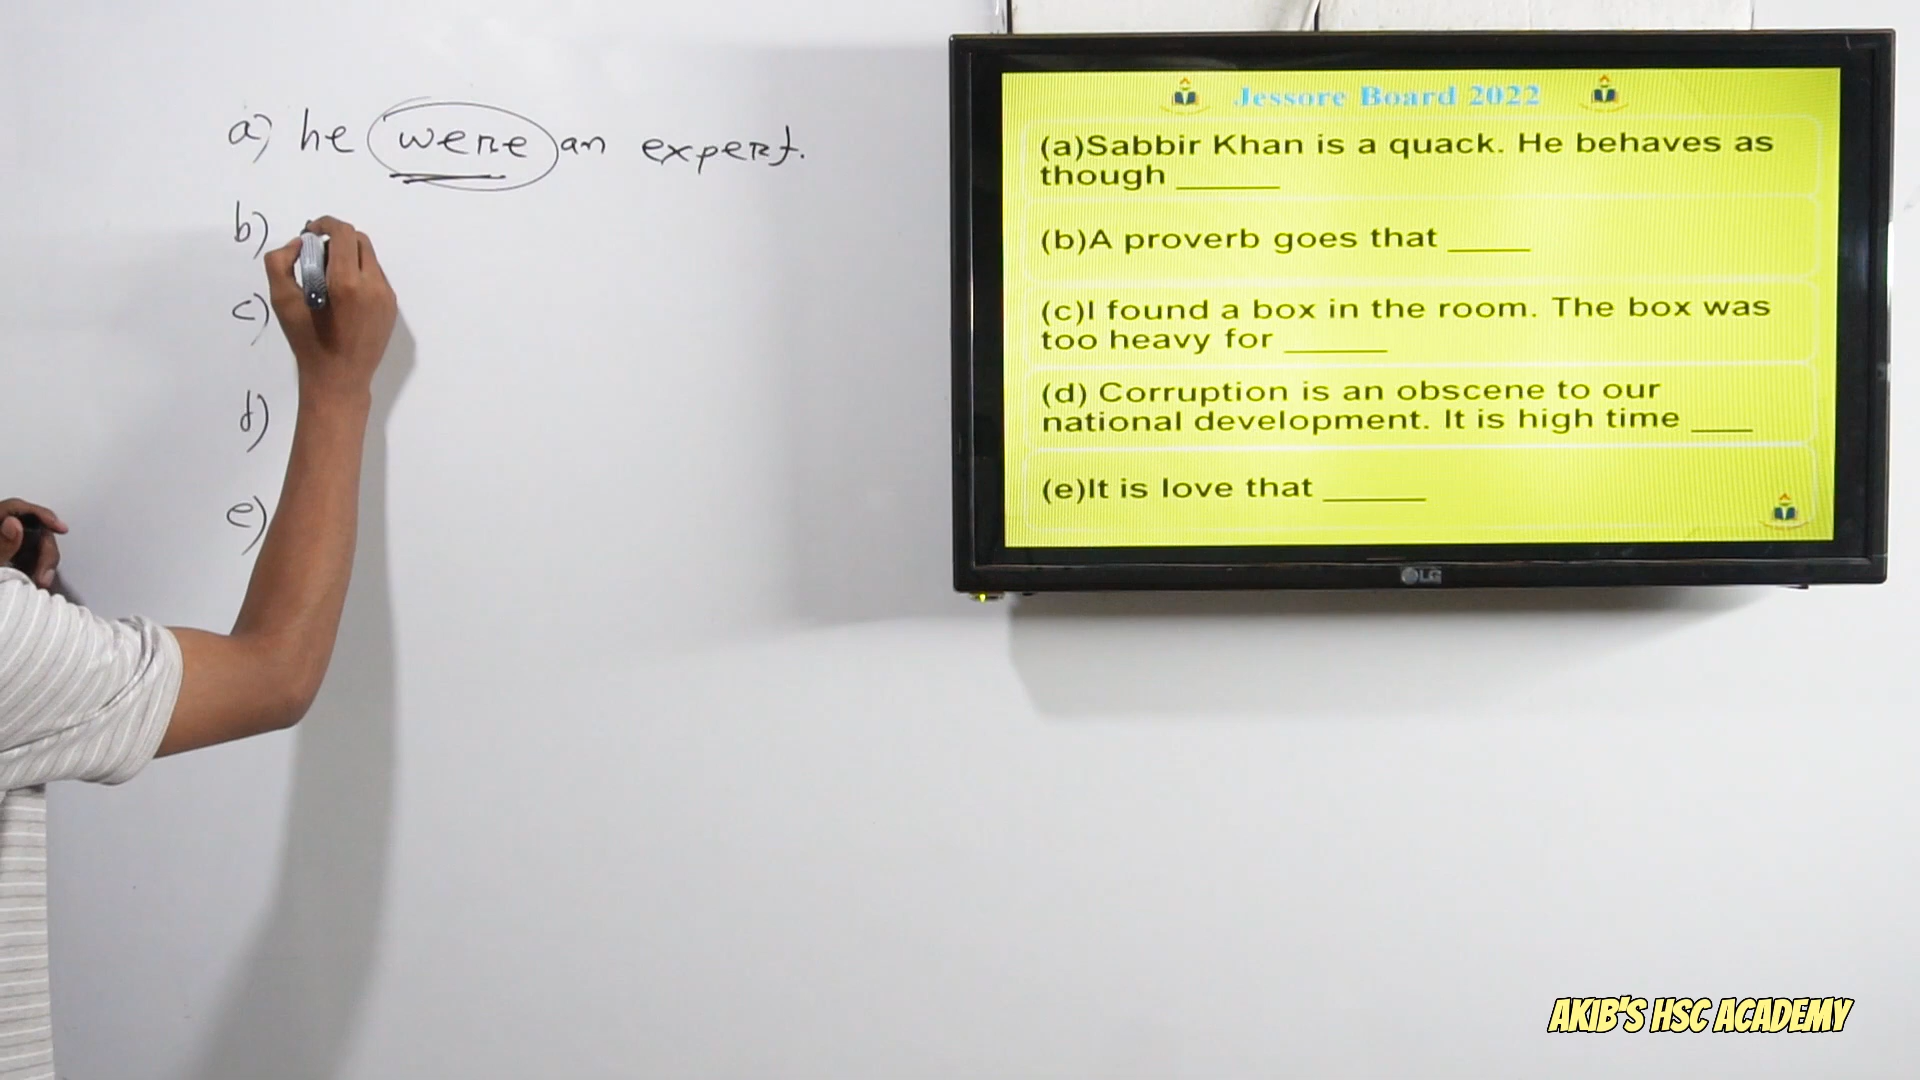 a) he were an expert.
b)
c)
d)
e)
Jessore Board 2022
(a)Sabbir Khan is a quack. He behaves as
though ______
(b)A proverb goes that _____
(c)I found a box in the room. The box was
too heavy for ______
(d) Corruption is an obscene to our
national development. It is high time ____
(e)It is love that ______
LG
AKIB'S HSC ACADEMY